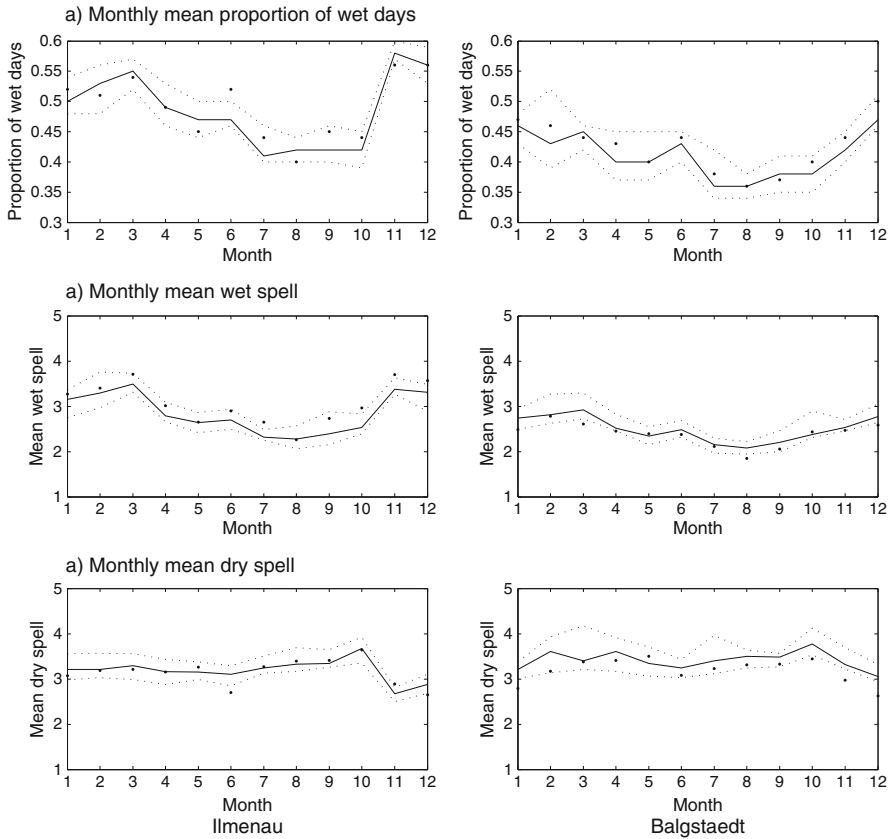 a) Monthly mean proportion of wet days
Proportion of wet days
0.6
0.55
0.5
0.45
0.4
0.35
0.3
1 2 3 4 5 6 7 8 9 10 11 12
Month
Proportion of wet days
0.6
0.55
0.5
0.45
0.4
0.35
0.3
1 2 3 4 5 6 7 8 9 10 11 12
Month
a) Monthly mean wet spell
Mean wet spell
5
4
3
2
1
1 2 3 4 5 6 7 8 9 10 11 12
Month
Mean wet spell
5
4
3
2
1
1 2 3 4 5 6 7 8 9 10 11 12
Month
a) Monthly mean dry spell
Mean dry spell
5
4
3
2
1
1 2 3 4 5 6 7 8 9 10 11 12
Month
Ilmenau
Mean dry spell
5
4
3
2
1
1 2 3 4 5 6 7 8 9 10 11 12
Month
Balgstaedt